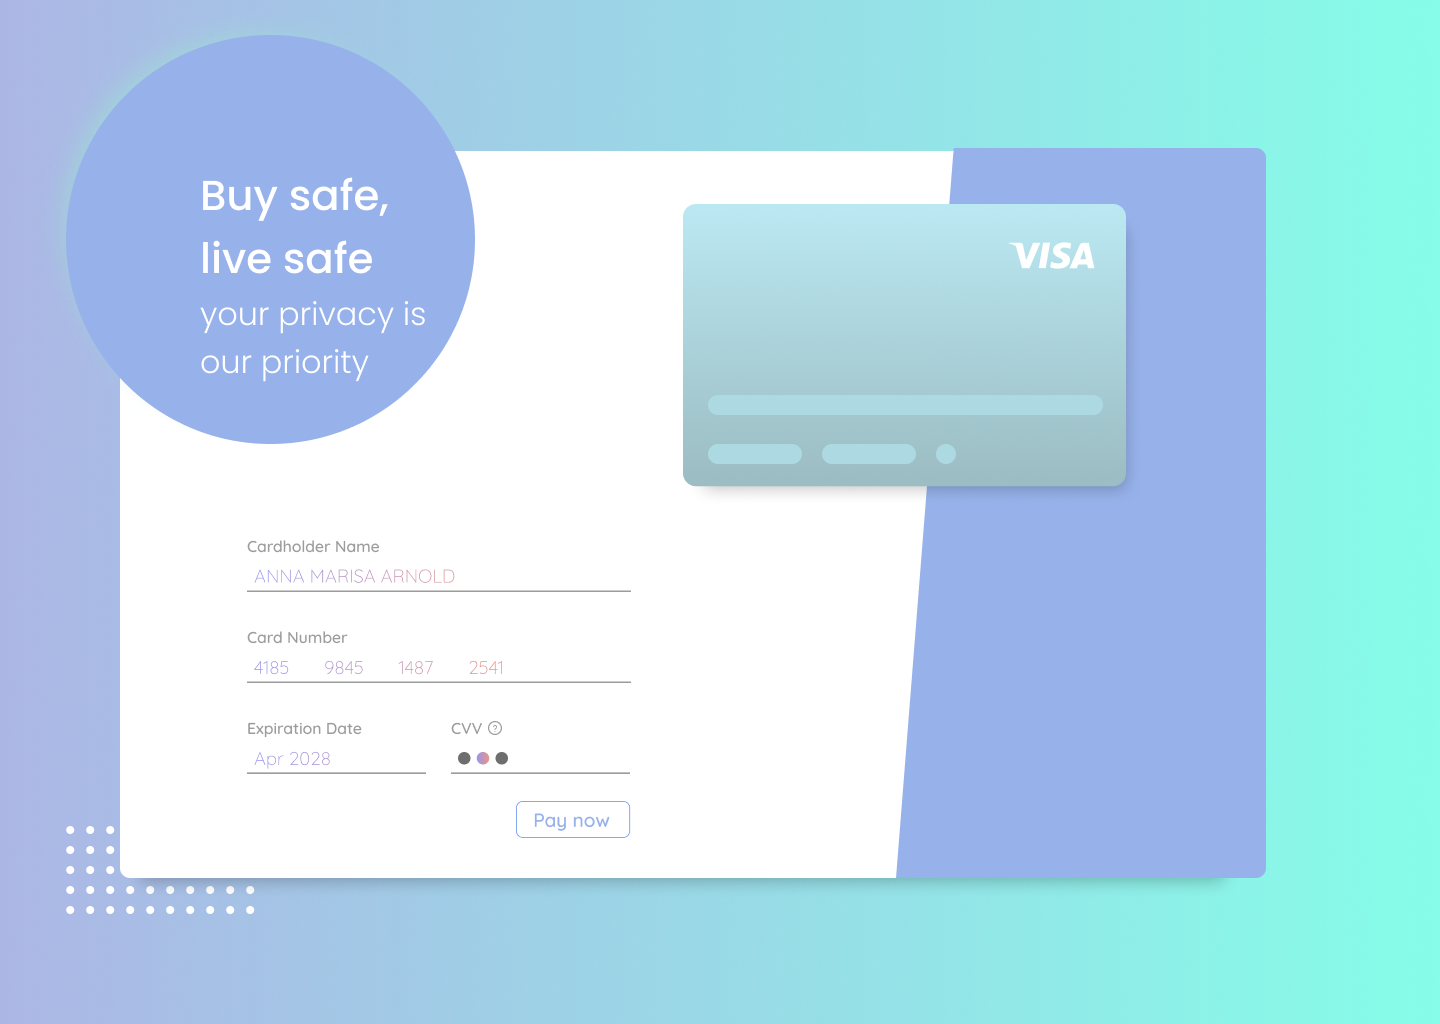 Buy safe,
live safe
your privacy is
our priority
VISA
Cardholder Name
ANNA MARISA ARNOLD
Card Number
4185 9845 1487 2541
Expiration Date
Apr 2028
CVV ?
Pay now